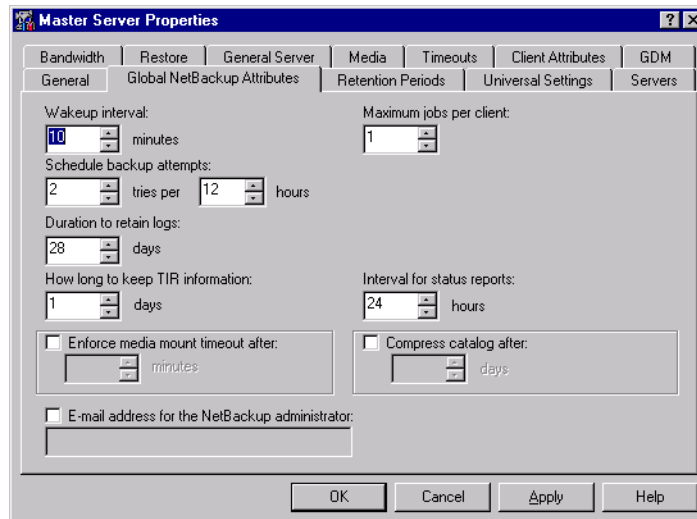 Master Server Properties
Bandwidth Restore General Server Media Timeouts Client Attributes GDM
General Global NetBackup Attributes Retention Periods Universal Settings Servers
Wakeup interval: Maximum jobs per client:
10 minutes 1
Schedule backup attempts:
2 tries per 12 hours
Duration to retain logs:
28 days
How long to keep TIR information: Interval for status reports:
1 days 24 hours
Enforce media mount timeout after: Compress catalog after:
minutes days
E-mail address for the NetBackup administrator:
OK Cancel Apply Help